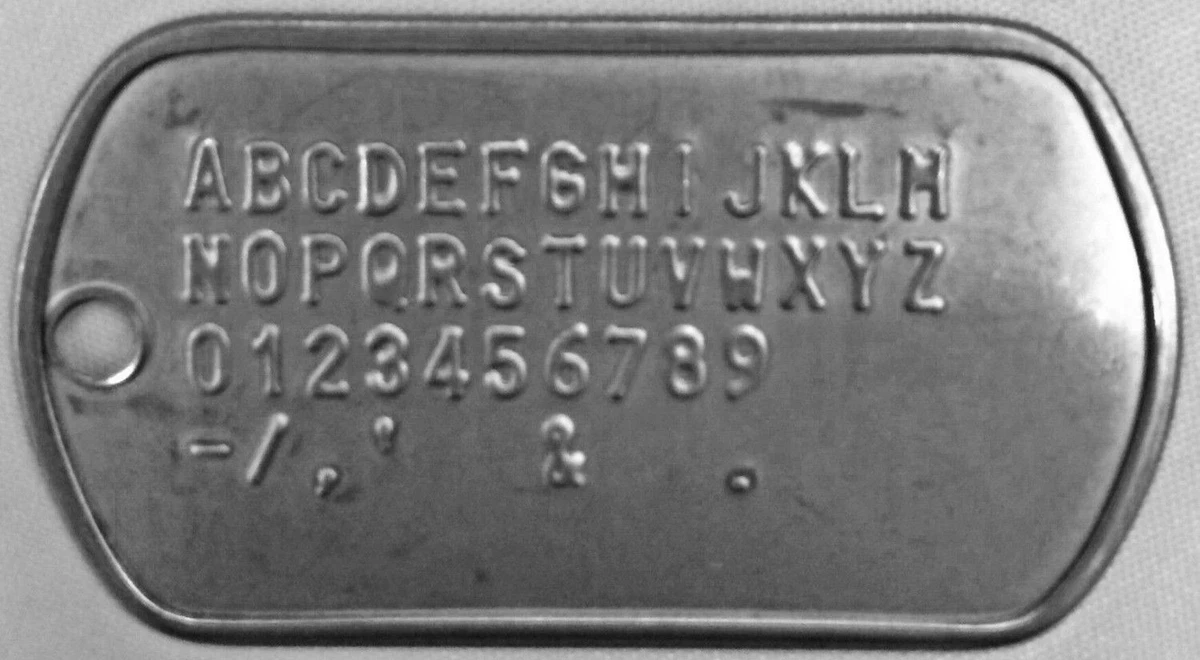 ABCDEFGHIJKLM
NOPQRSTUVWXYZ
0123456789
-/,' & .